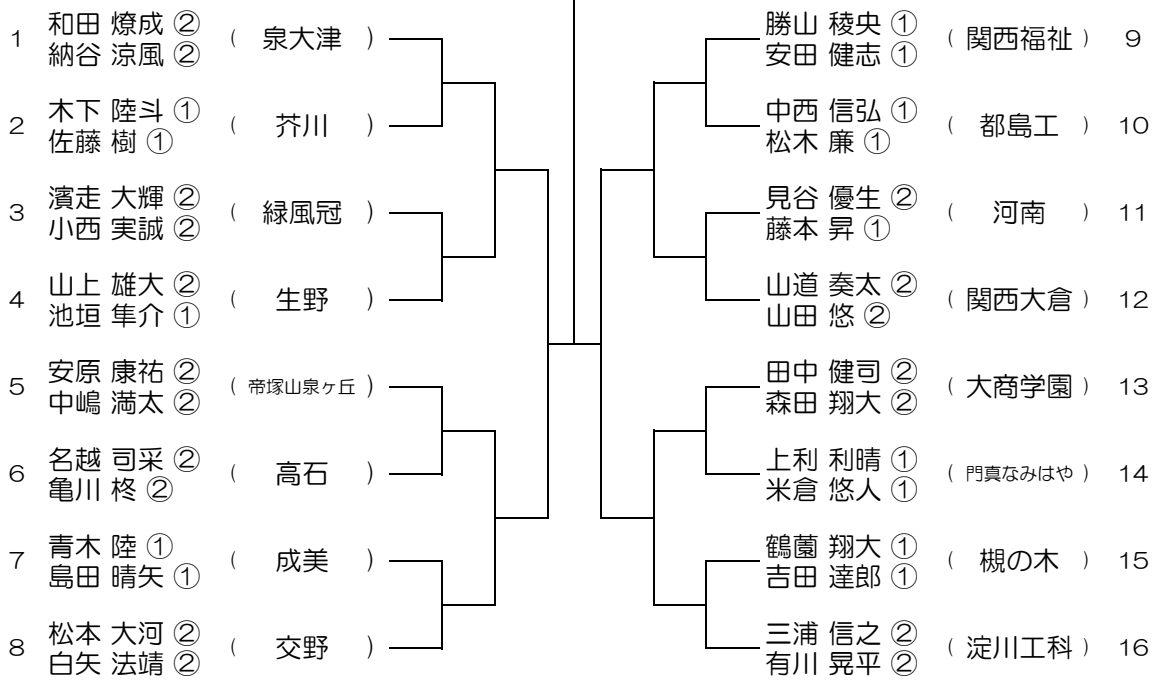 1 和田 燎成 ② ( 泉大津 )
納谷 涼風 ②
2 木下 陸斗 ① ( 芥川 )
佐藤 樹 ①
3 濱走 大輝 ② ( 緑風冠 )
小西 実誠 ②
4 山上 雄大 ② ( 生野 )
池垣 隼介 ①
5 安原 康祐 ② ( 帝塚山泉ヶ丘 )
中嶋 満太 ②
6 名越 司采 ② ( 高石 )
亀川 柊 ②
7 青木 陸 ① ( 成美 )
島田 晴矢 ①
8 松本 大河 ② ( 交野 )
白矢 法靖 ②
勝山 稜央 ① ( 関西福祉 ) 9
安田 健志 ①
中西 信弘 ① ( 都島工 ) 10
松木 廉 ①
見谷 優生 ② ( 河南 ) 11
藤本 昇 ①
山道 奏太 ② ( 関西大倉 ) 12
山田 悠 ②
田中 健司 ② ( 大商学園 ) 13
森田 翔大 ②
上利 利晴 ① ( 門真なみはや ) 14
米倉 悠人 ①
鶴薗 翔大 ① ( 槻の木 ) 15
吉田 達郎 ①
三浦 信之 ② ( 淀川工科 ) 16
有川 晃平 ②